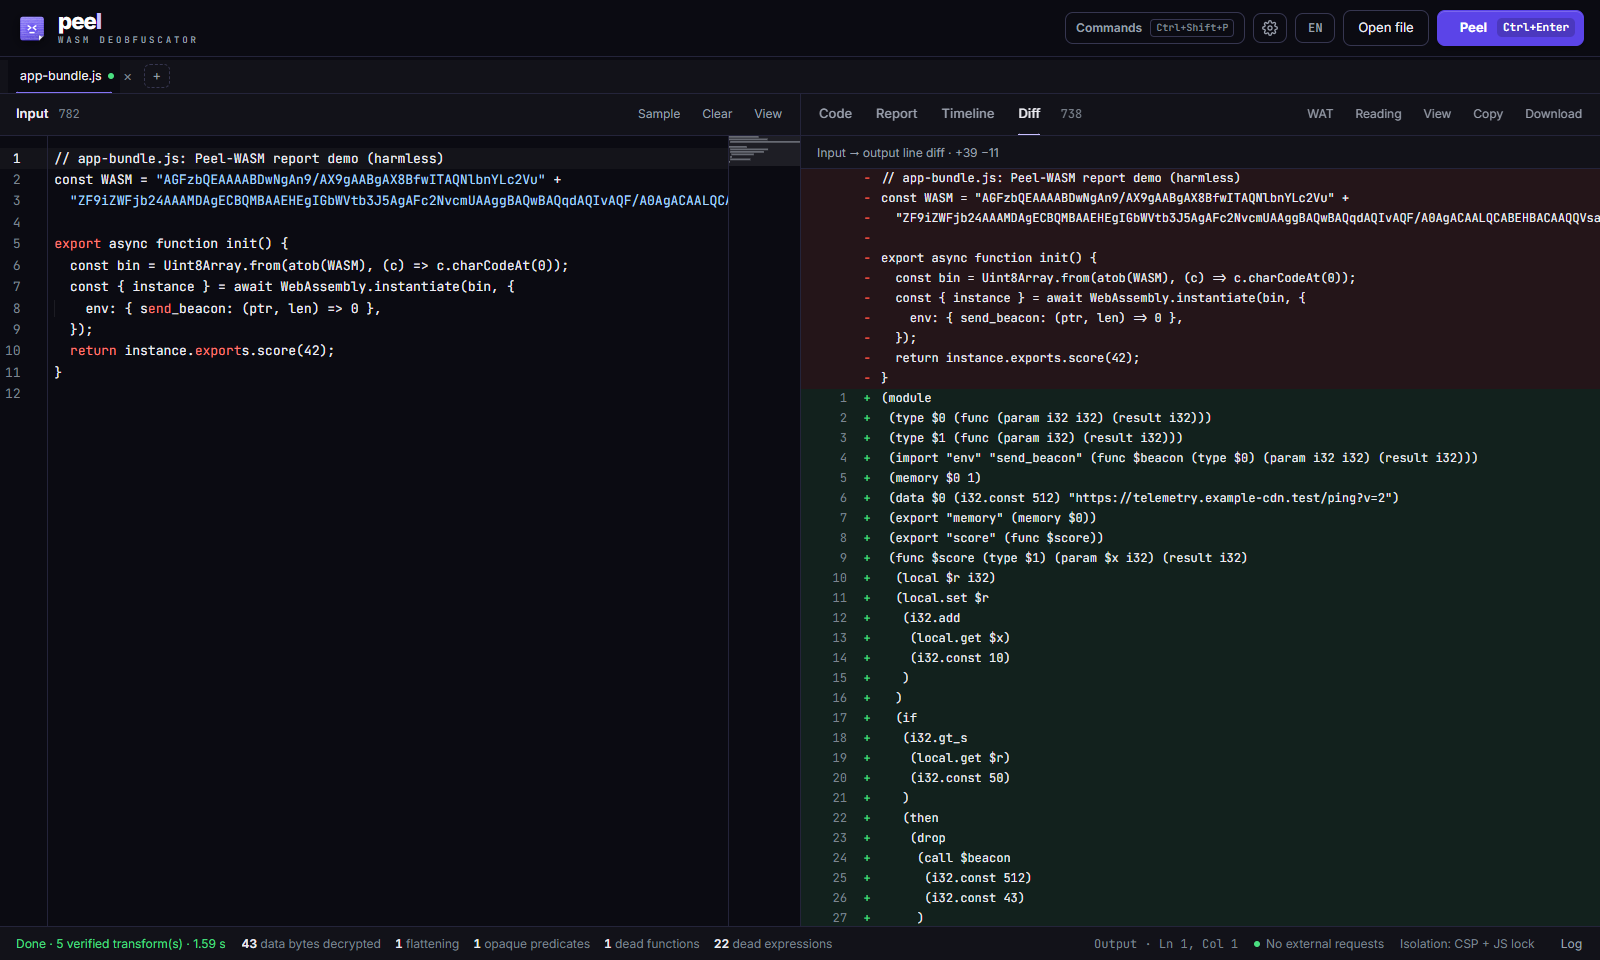 peel
WASM DEOBFUSCATOR
Commands Ctrl+Shift+P
EN
Open file
Peel Ctrl+Enter
app-bundle.js ● × +
Input 782
Sample Clear View
1 // app-bundle.js: Peel-WASM report demo (harmless)
2 const WASM = "AGFzbQEAAAABDwNgAn9/AX9gAABgAX8BfwITAQNlbnYLc2Vu" +
3 "ZF9iZWFjb24AAAMDAgECBQMBAAEHEgIGbWVtb3J5AgAFc2NvcmUAAggBAQwBAQqdAQIvAQF/A0AgACAALQCA
4
5 export async function init() {
6 const bin = Uint8Array.from(atob(WASM), (c) => c.charCodeAt(0));
7 const { instance } = await WebAssembly.instantiate(bin, {
8 env: { send_beacon: (ptr, len) => 0 },
9 });
10 return instance.exports.score(42);
11 }
12
Code Report Timeline Diff 738
WAT Reading View Copy Download
Input → output line diff · +39 −11
- // app-bundle.js: Peel-WASM report demo (harmless)
- const WASM = "AGFzbQEAAAABDwNgAn9/AX9gAABgAX8BfwITAQNlbnYLc2Vu" +
- "ZF9iZWFjb24AAAMDAgECBQMBAAEHEgIGbWVtb3J5AgAFc2NvcmUAAggBAQwBAQqdAQIvAQF/A0AgACAALQCABEHBACAAQQVsa
-
- export async function init() {
- const bin = Uint8Array.from(atob(WASM), (c) => c.charCodeAt(0));
- const { instance } = await WebAssembly.instantiate(bin, {
- env: { send_beacon: (ptr, len) => 0 },
- });
- return instance.exports.score(42);
- }
1 + (module
2 + (type $0 (func (param i32 i32) (result i32)))
3 + (type $1 (func (param i32) (result i32)))
4 + (import "env" "send_beacon" (func $beacon (type $0) (param i32 i32) (result i32)))
5 + (memory $0 1)
6 + (data $0 (i32.const 512) "https://telemetry.example-cdn.test/ping?v=2")
7 + (export "memory" (memory $0))
8 + (export "score" (func $score))
9 + (func $score (type $1) (param $x i32) (result i32)
10 + (local $r i32)
11 + (local.set $r
12 + (i32.add
13 + (local.get $x)
14 + (i32.const 10)
15 + )
16 + )
17 + (if
18 + (i32.gt_s
19 + (local.get $r)
20 + (i32.const 50)
21 + )
22 + (then
23 + (drop
24 + (call $beacon
25 + (i32.const 512)
26 + (i32.const 43)
27 + )
Done · 5 verified transform(s) · 1.59 s 43 data bytes decrypted 1 flattening 1 opaque predicates 1 dead functions 22 dead expressions
Output · Ln 1, Col 1 ● No external requests Isolation: CSP + JS lock Log